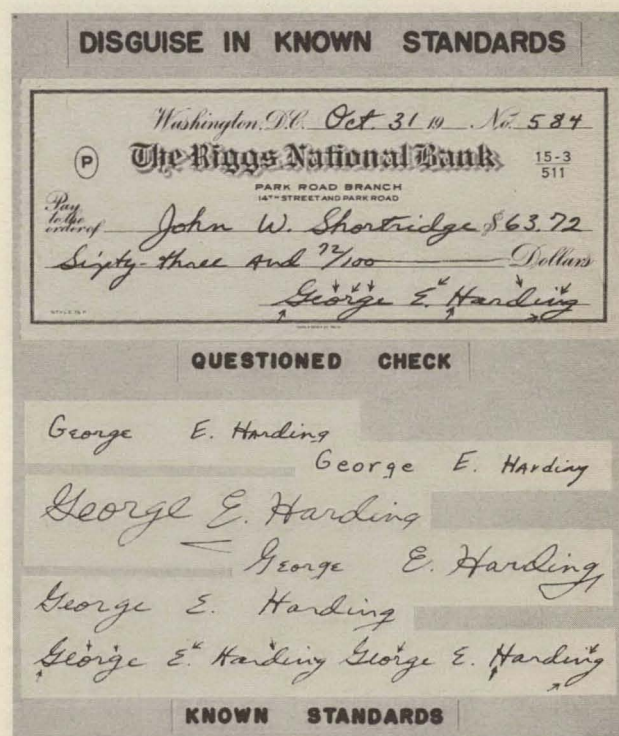 DISGUISE IN KNOWN STANDARDS
Washington, D.C. Oct. 31 19 No. 584
P The Riggs National Bank 15-3
511
PARK ROAD BRANCH
14TH STREET AND PARK ROAD
Pay
to the
order of John W. Shortridge $63.72
Sixty-three and 72/100 Dollars
George E. Harding
QUESTIONED CHECK
George E. Harding
George E. Harding
George E. Harding
George E. Harding
George E. Harding
George E. Harding George E. Harding
KNOWN STANDARDS